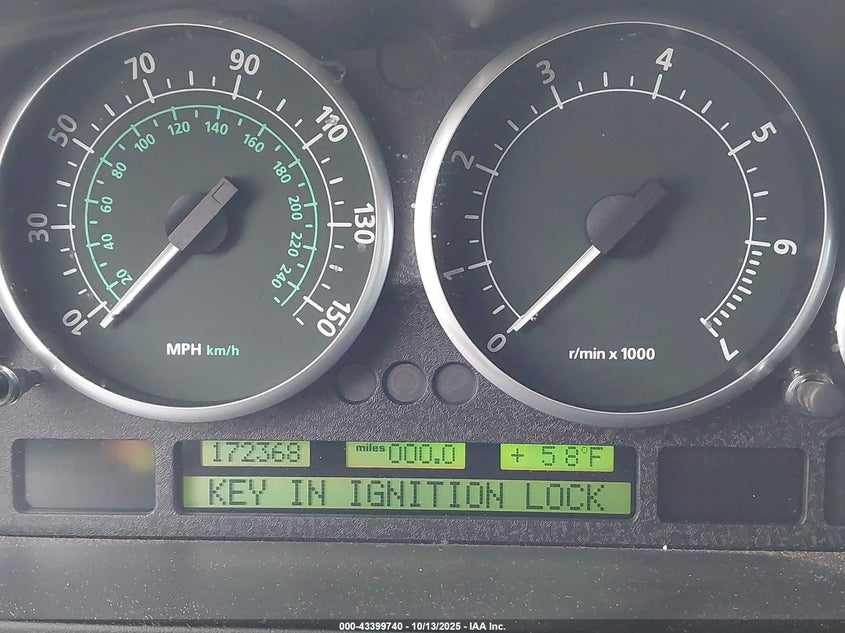 10 30 50 70 90 110 130 150
20 40 60 80 100 120 140 160 180 200 220 240
MPH km/h
0 1 2 3 4 5 6 7
r/min x 1000
172368 miles 000.0 + 58°F
KEY IN IGNITION LOCK
000-43399740 - 10/13/2025 - IAA Inc.